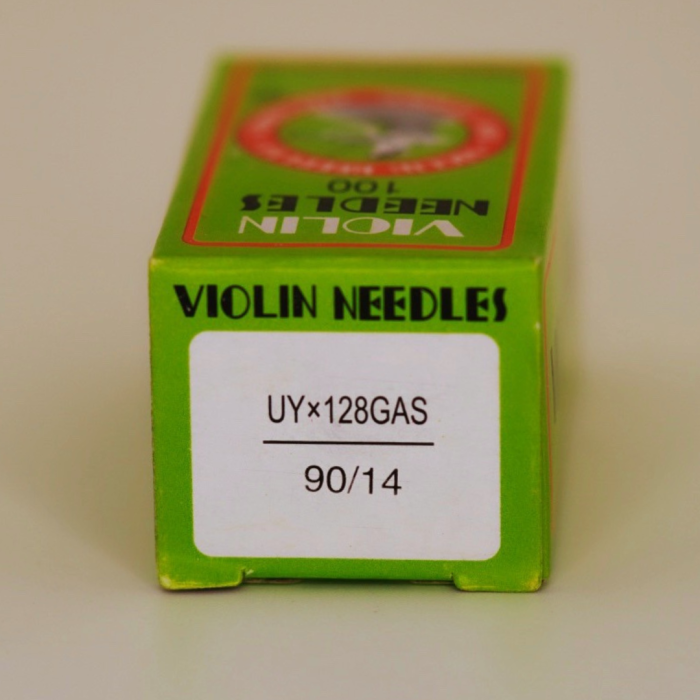 VIOLIN
NEEDLES
100
VIOLIN NEEDLES
UY×128GAS
90/14